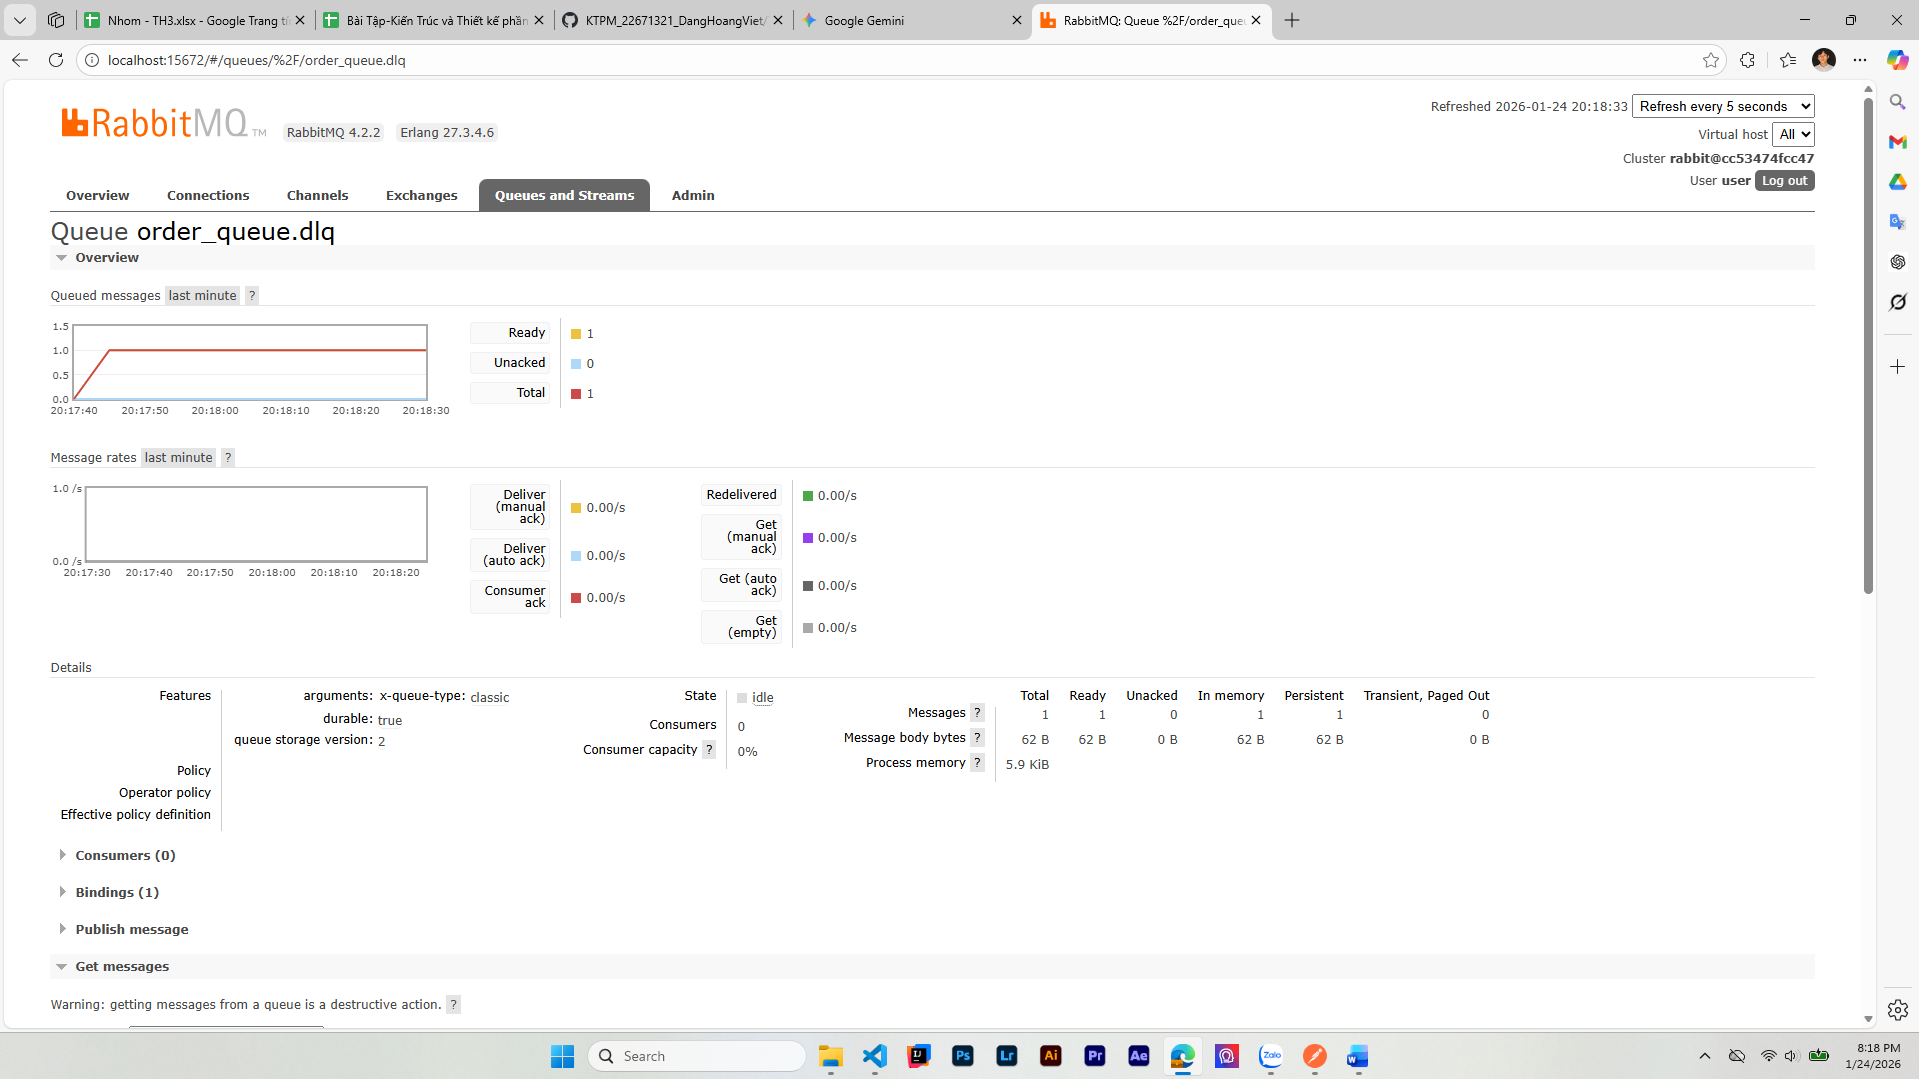 Nhom - TH3.xlsx - Google Trang tí
Bài Tập-Kiến Trúc và Thiết kế phần
KTPM_22671321_DangHoangViet/
Google Gemini
RabbitMQ: Queue %2F/order_que
localhost:15672/#/queues/%2F/order_queue.dlq
RabbitMQ TM
RabbitMQ 4.2.2
Erlang 27.3.4.6
Refreshed 2026-01-24 20:18:33
Refresh every 5 seconds
Virtual host All
Cluster rabbit@cc53474fcc47
User user Log out
Overview
Connections
Channels
Exchanges
Queues and Streams
Admin
Queue order_queue.dlq
Overview
Queued messages last minute ?
1.5
1.0
0.5
0.0
20:17:40 20:17:50 20:18:00 20:18:10 20:18:20 20:18:30
Ready 1
Unacked 0
Total 1
Message rates last minute ?
1.0 /s
0.0 /s
20:17:30 20:17:40 20:17:50 20:18:00 20:18:10 20:18:20
Deliver
(manual
ack)
0.00/s
Deliver
(auto ack)
0.00/s
Consumer
ack
0.00/s
Redelivered
0.00/s
Get
(manual
ack)
0.00/s
Get (auto
ack)
0.00/s
Get
(empty)
0.00/s
Details
Features
arguments: x-queue-type: classic
durable: true
queue storage version: 2
Policy
Operator policy
Effective policy definition
State idle
Consumers 0
Consumer capacity ? 0%
Total Ready Unacked In memory Persistent Transient, Paged Out
Messages ? 1 1 0 1 1 0
Message body bytes ? 62 B 62 B 0 B 62 B 62 B 0 B
Process memory ? 5.9 KiB
Consumers (0)
Bindings (1)
Publish message
Get messages
Warning: getting messages from a queue is a destructive action. ?
Search
Ps
Lr
Ai
Pr
Ae
Zalo
8:18 PM
1/24/2026